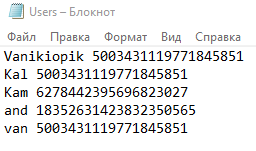 Users – Блокнот
Файл Правка Формат Вид Справка
Vanikiopik 5003431119771845851
Kal 5003431119771845851
Kam 6278442395696823027
and 18352631423832350565
van 5003431119771845851